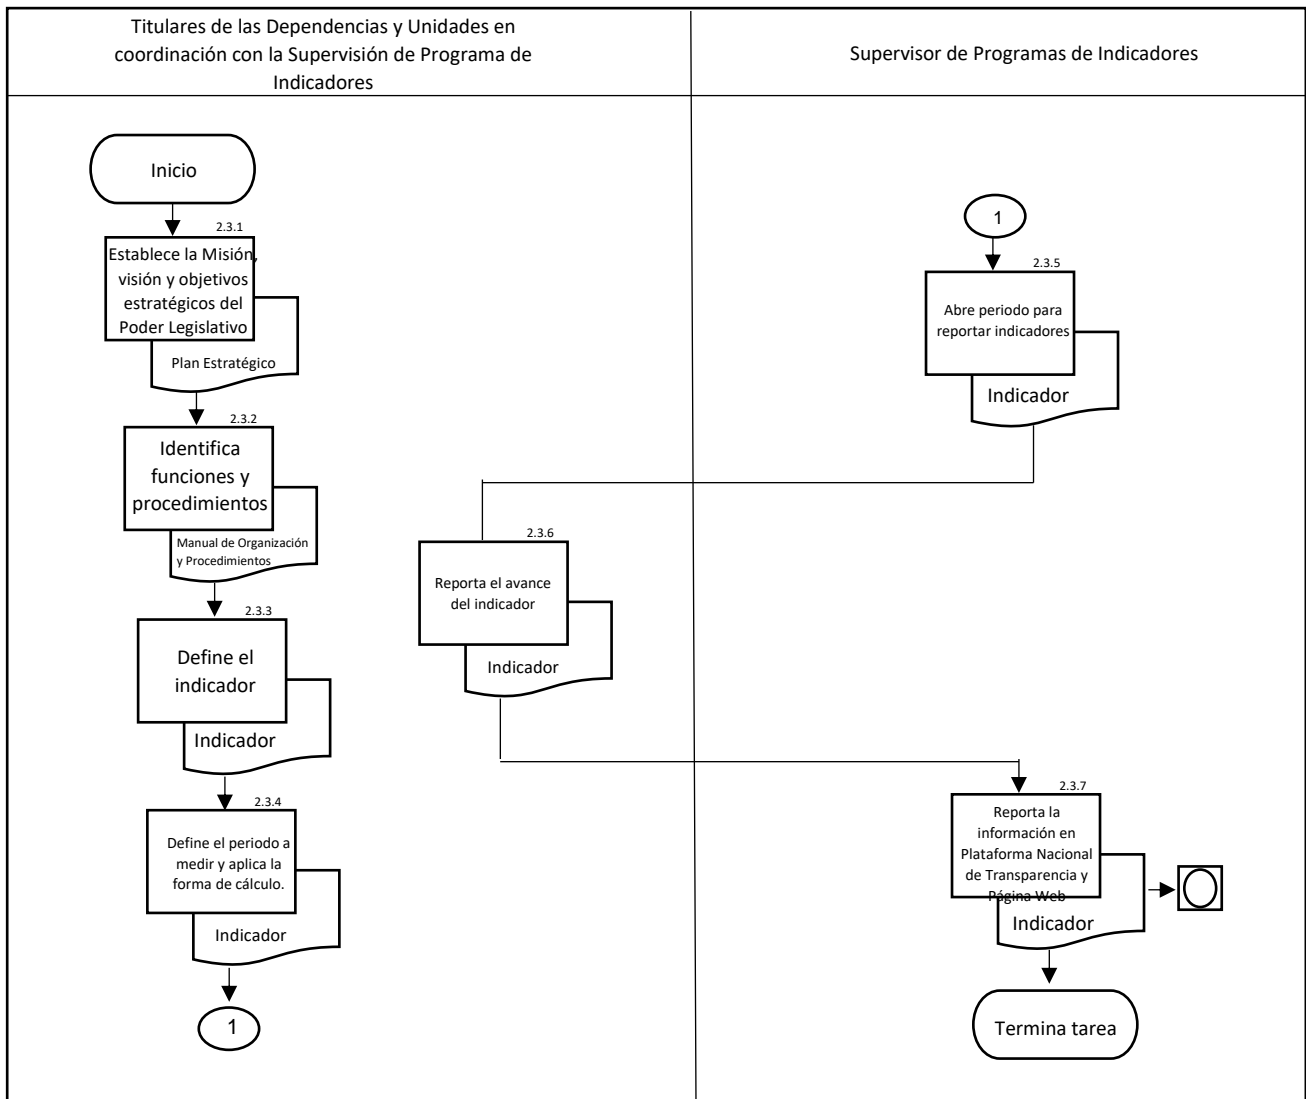 Titulares de las Dependencias y Unidades en
coordinación con la Supervisión de Programa de
Indicadores
Supervisor de Programas de Indicadores
Inicio
2.3.1
Establece la Misión,
visión y objetivos
estratégicos del
Poder Legislativo
Plan Estratégico
2.3.2
Identifica
funciones y
procedimientos
Manual de Organización
y Procedimientos
2.3.3
Define el
indicador
Indicador
2.3.4
Define el periodo a
medir y aplica la
forma de cálculo.
Indicador
1
1
2.3.5
Abre periodo para
reportar indicadores
Indicador
2.3.6
Reporta el avance
del indicador
Indicador
2.3.7
Reporta la
información en
Plataforma Nacional
de Transparencia y
Página Web
Indicador
Termina tarea